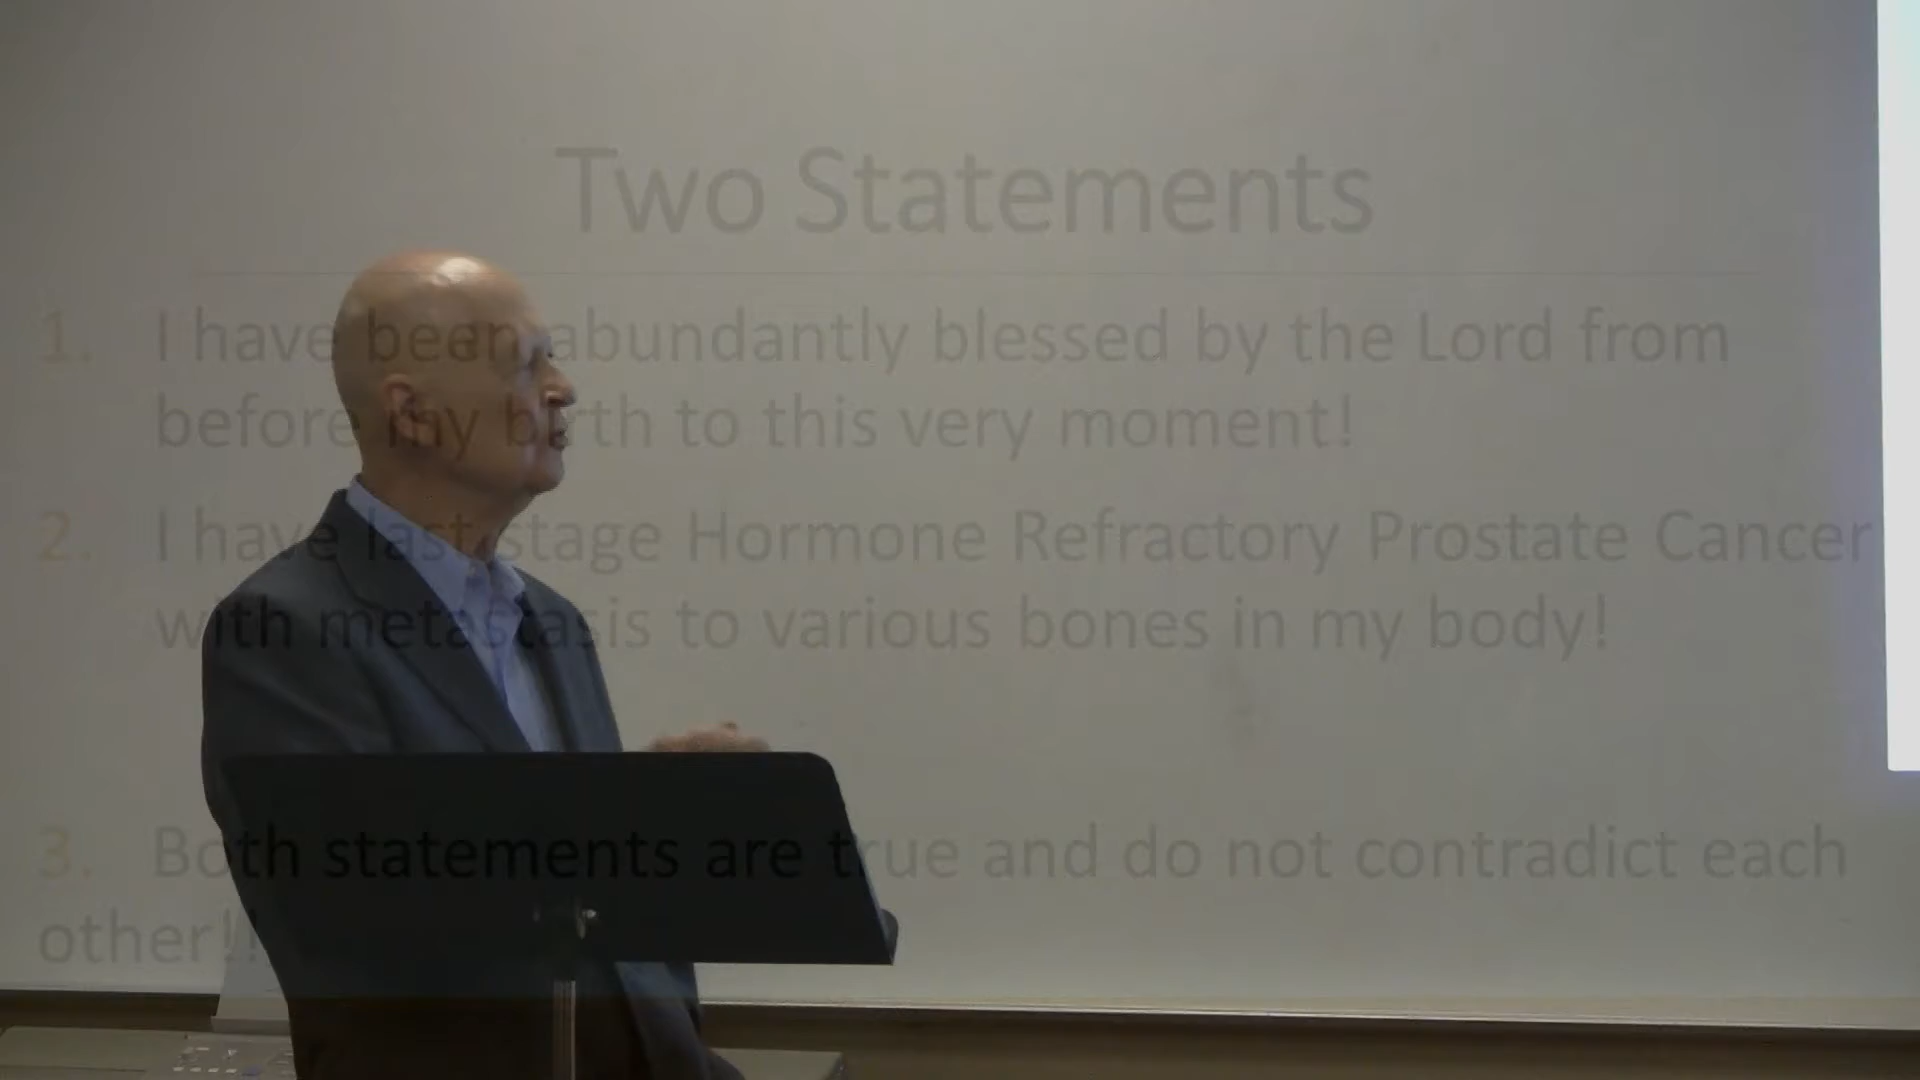 Two Statements
1. I have been abundantly blessed by the Lord from
before my birth to this very moment!
2. I have last stage Hormone Refractory Prostate Cancer
with metastasis to various bones in my body!
3. Both statements are true and do not contradict each
other!!